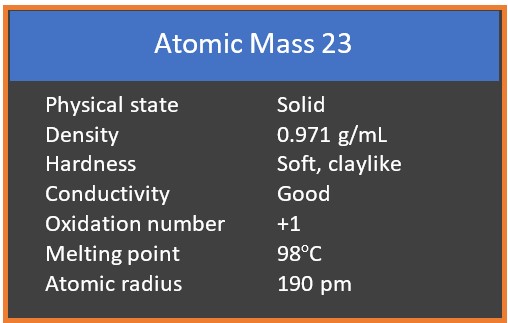 Atomic Mass 23
Physical state Solid
Density 0.971 g/mL
Hardness Soft, claylike
Conductivity Good
Oxidation number +1
Melting point 98°C
Atomic radius 190 pm